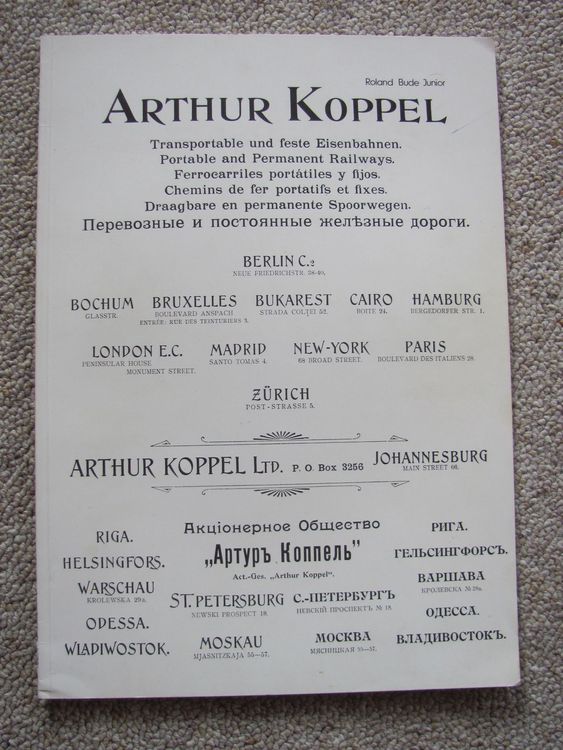 Roland Bude Junior
ARTHUR KOPPEL
Transportable und feste Eisenbahnen.
Portable and Permanent Railways.
Ferrocarriles portátiles y fijos.
Chemins de fer portatifs et fixes.
Draagbare en permanente Spoorwegen.
Перевозные и постоянные желѣзные дороги.
BERLIN C.2
NEUE FRIEDRICHSTR. 38-40.
BOCHUM BRUXELLES BUKAREST CAIRO HAMBURG
GLASSTR. BOULEVARD ANSPACH STRADA COLȚEI 52. BOITE 24. BERGEDORFER STR. 1.
ENTRÉE: RUE DES TEINTURIERS 3.
LONDON E.C. MADRID NEW-YORK PARIS
PENINSULAR HOUSE SANTO TOMAS 4. 68 BROAD STREET. BOULEVARD DES ITALIENS 28.
MONUMENT STREET.
ZÜRICH
POST-STRASSE 5.
ARTHUR KOPPEL LTD. P. O. Box 3256 JOHANNESBURG
MAIN STREET 66.
Акціонерное Общество
„Артуръ Коппель"
Act.-Ges. „Arthur Koppel".
RIGA.
HELSINGFORS.
WARSCHAU
KROLEWSKA 29a.
ODESSA.
WLADIWOSTOK.
ST. PETERSBURG С.-ПЕТЕРБУРГЪ
NEWSKI PROSPECT 18. НЕВСКІЙ ПРОСПЕКТЪ № 18.
MOSKAU МОСКВА
MJASNITZKAJA 55—57. МЯСНИЦКАЯ 55—57.
РИГА.
ГЕЛЬСИНГФОРСЪ.
ВАРШАВА
КРОЛЕВСКА № 29а.
ОДЕССА.
ВЛАДИВОСТОКЪ.